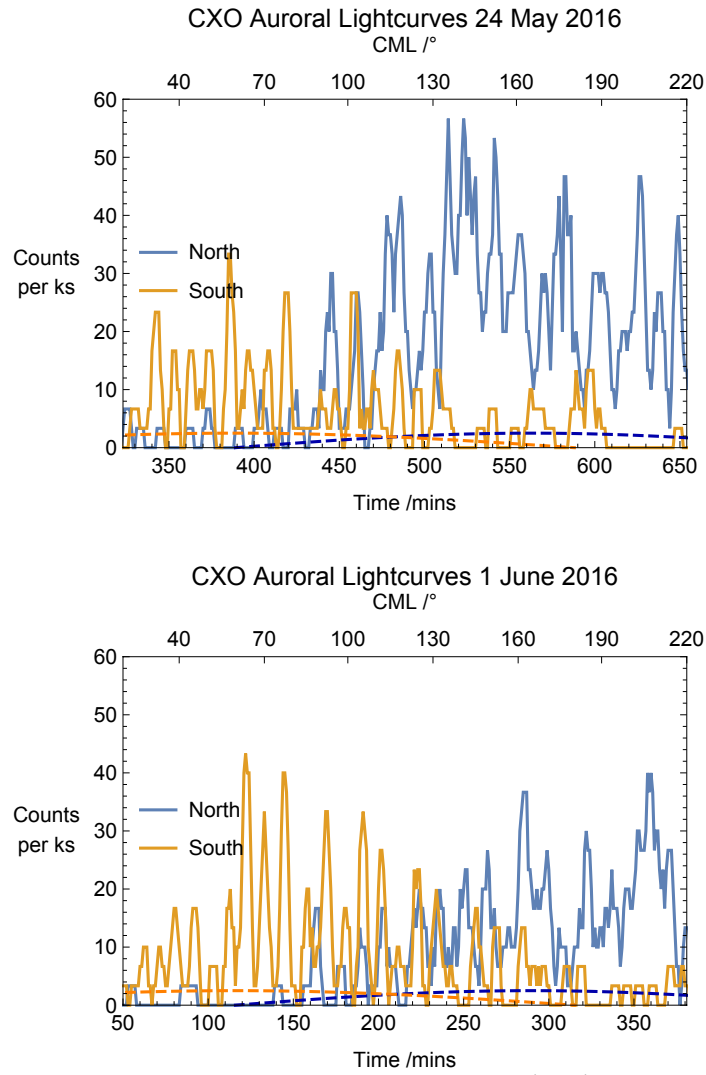 CXO Auroral Lightcurves 24 May 2016
CML /°
40 70 100 130 160 190 220
60
50
40
30
20
10
0
Counts
per ks
North
South
350 400 450 500 550 600 650
Time /mins
CXO Auroral Lightcurves 1 June 2016
CML /°
40 70 100 130 160 190 220
60
50
40
30
20
10
0
Counts
per ks
North
South
50 100 150 200 250 300 350
Time /mins